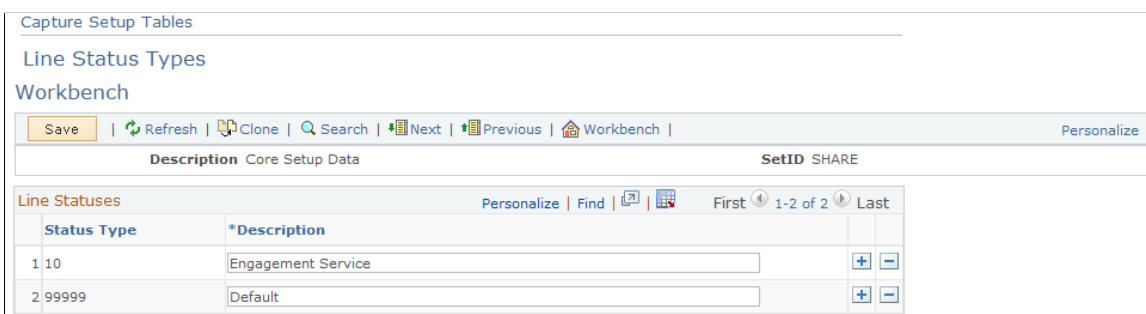 Capture Setup Tables
Line Status Types
Workbench
Save | Refresh | Clone | Search | Next | Previous | Workbench | Personalize
Description Core Setup Data SetID SHARE
Line Statuses Personalize | Find | | First 1-2 of 2 Last
Status Type *Description
1 10 Engagement Service
2 99999 Default